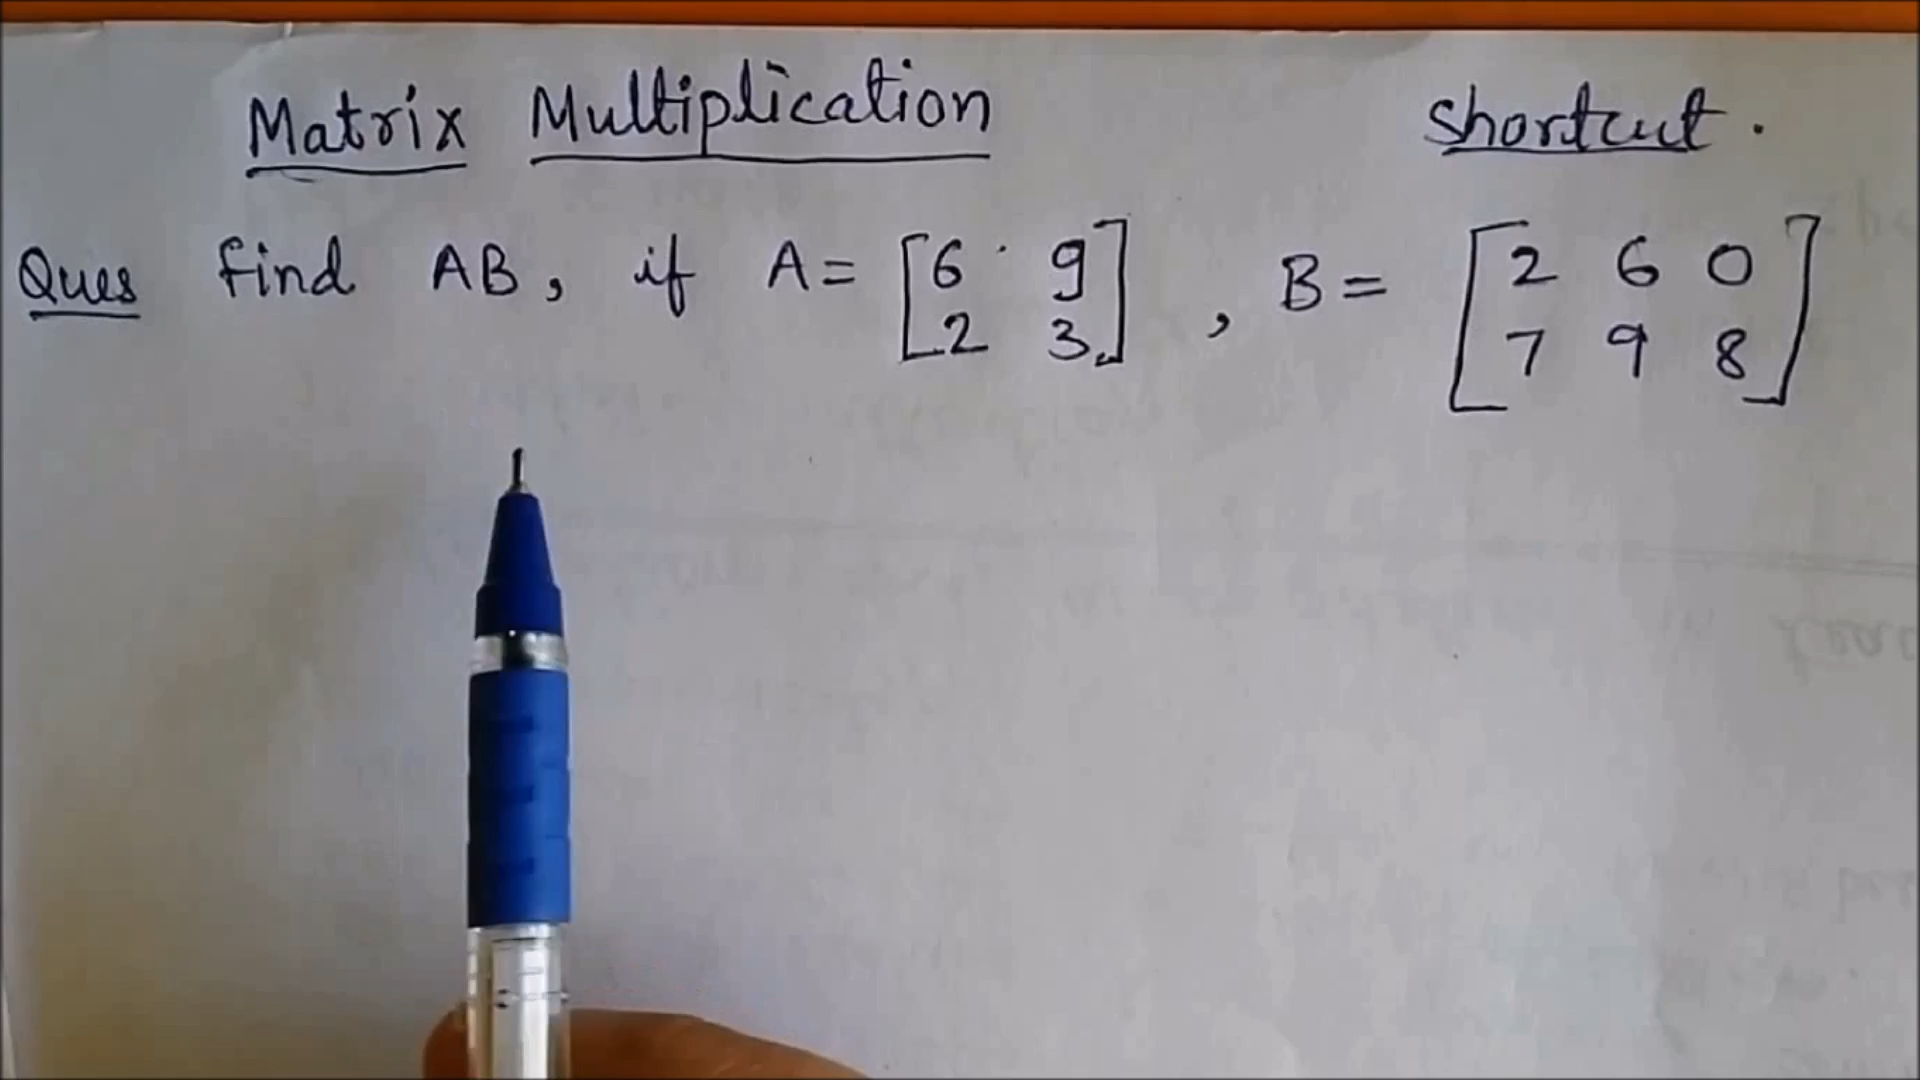 Matrix Multiplication Shortcut.
Ques find AB, if A= [6 9] , B= [2 6 0]
[2 3] [7 9 8]